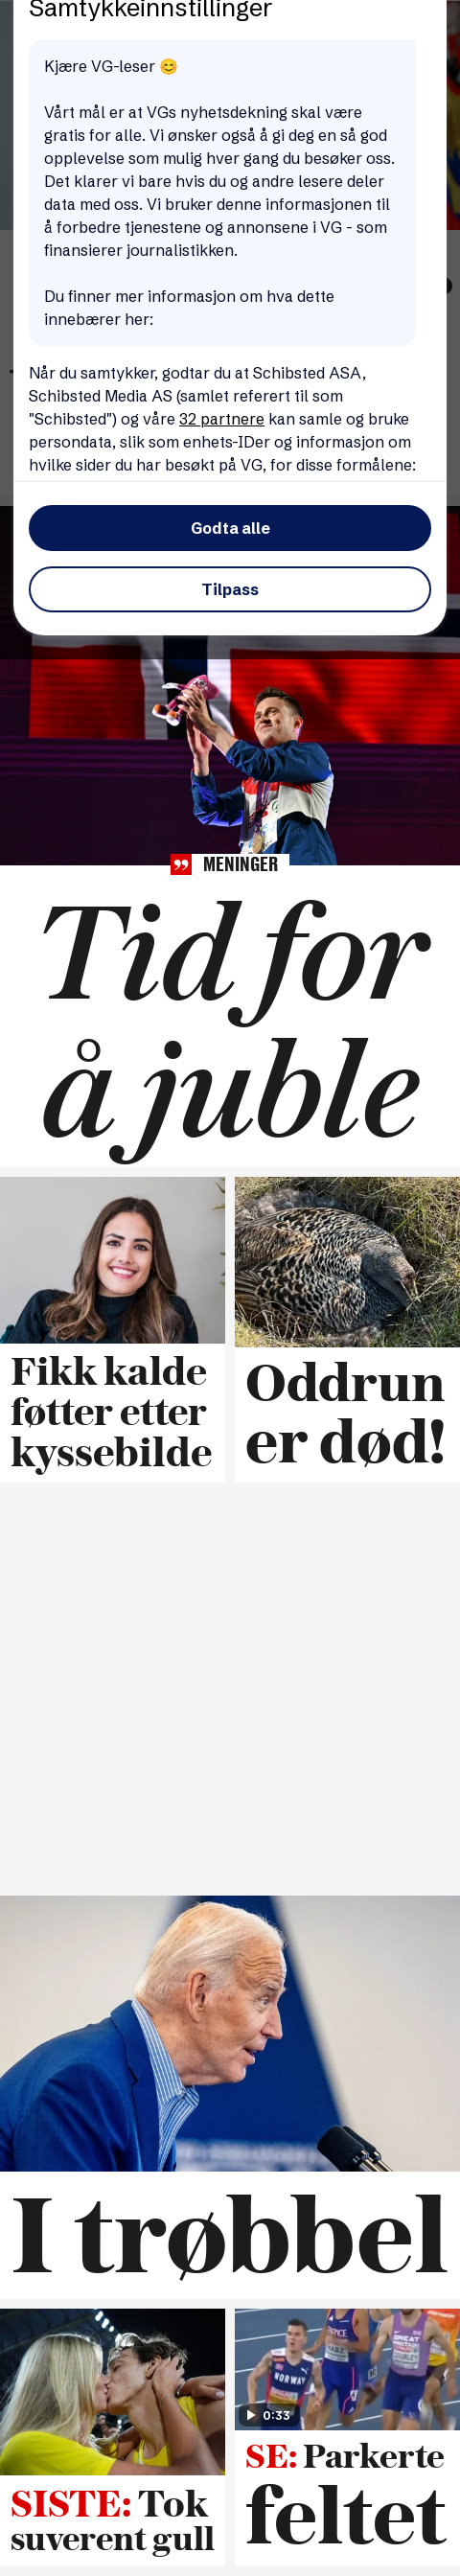 Samtykkeinnstillinger
Kjære VG-leser 😊
Vårt mål er at VGs nyhetsdekning skal være
gratis for alle. Vi ønsker også å gi deg en så god
opplevelse som mulig hver gang du besøker oss.
Det klarer vi bare hvis du og andre lesere deler
data med oss. Vi bruker denne informasjonen til
å forbedre tjenestene og annonsene i VG - som
finansierer journalistikken.
Du finner mer informasjon om hva dette
innebærer her:
Når du samtykker, godtar du at Schibsted ASA,
Schibsted Media AS (samlet referert til som
"Schibsted") og våre 32 partnere kan samle og bruke
persondata, slik som enhets-IDer og informasjon om
hvilke sider du har besøkt på VG, for disse formålene:
Godta alle
Tilpass
MENINGER
Tid for
å juble
Fikk kalde
føtter etter
kyssebilde
Oddrun
er død!
I trøbbel
NORWAY
0:33
SISTE: Tok
suverent gull
SE: Parkerte
feltet